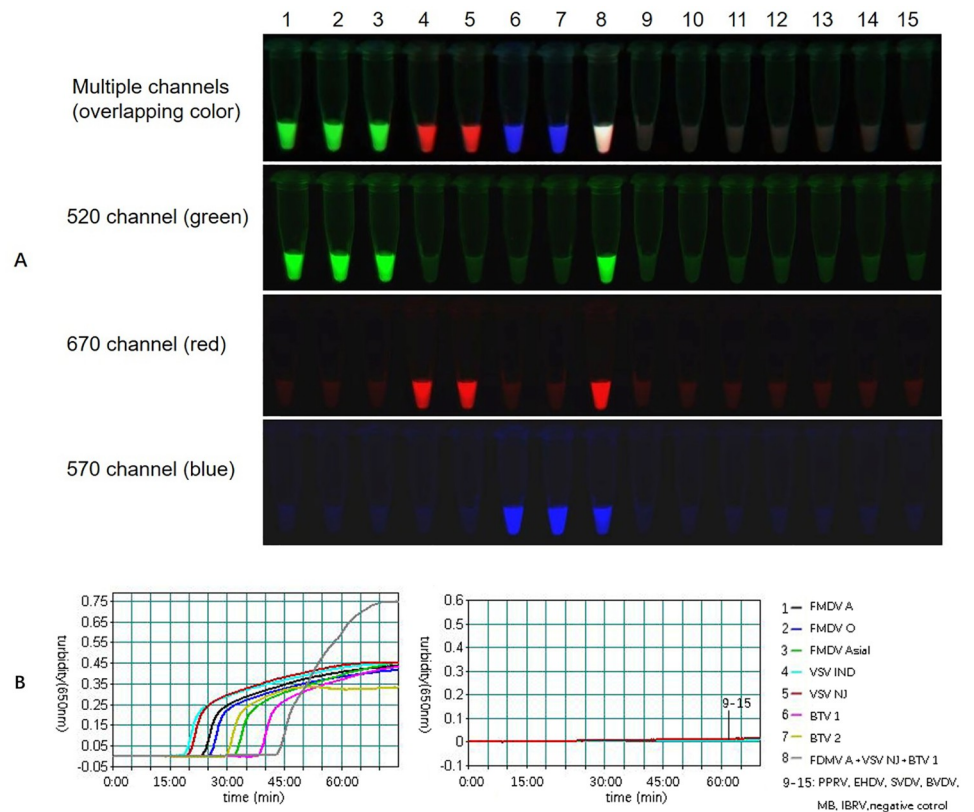 1 2 3 4 5 6 7 8 9 10 11 12 13 14 15
Multiple channels
(overlapping color)
520 channel (green)
A
670 channel (red)
570 channel (blue)
B
turbidity(650nm)
0.75
0.65
0.55
0.45
0.35
0.25
0.15
0.05
-0.05
0:00 15:00 30:00 45:00 60:00
time (min)
turbidity(650nm)
0.6
0.5
0.4
0.3
0.2
0.1
0
-0.1
9-15
0:00 15:00 30:00 45:00 60:00
time (min)
1 FMDV A
2 FMDV O
3 FMDV AsiaI
4 VSV IND
5 VSV NJ
6 BTV 1
7 BTV 2
8 FDMV A+VSV NJ+BTV 1
9-15: PPRV, EHDV, SVDV, BVDV,
MB, IBRV,negative cotrol